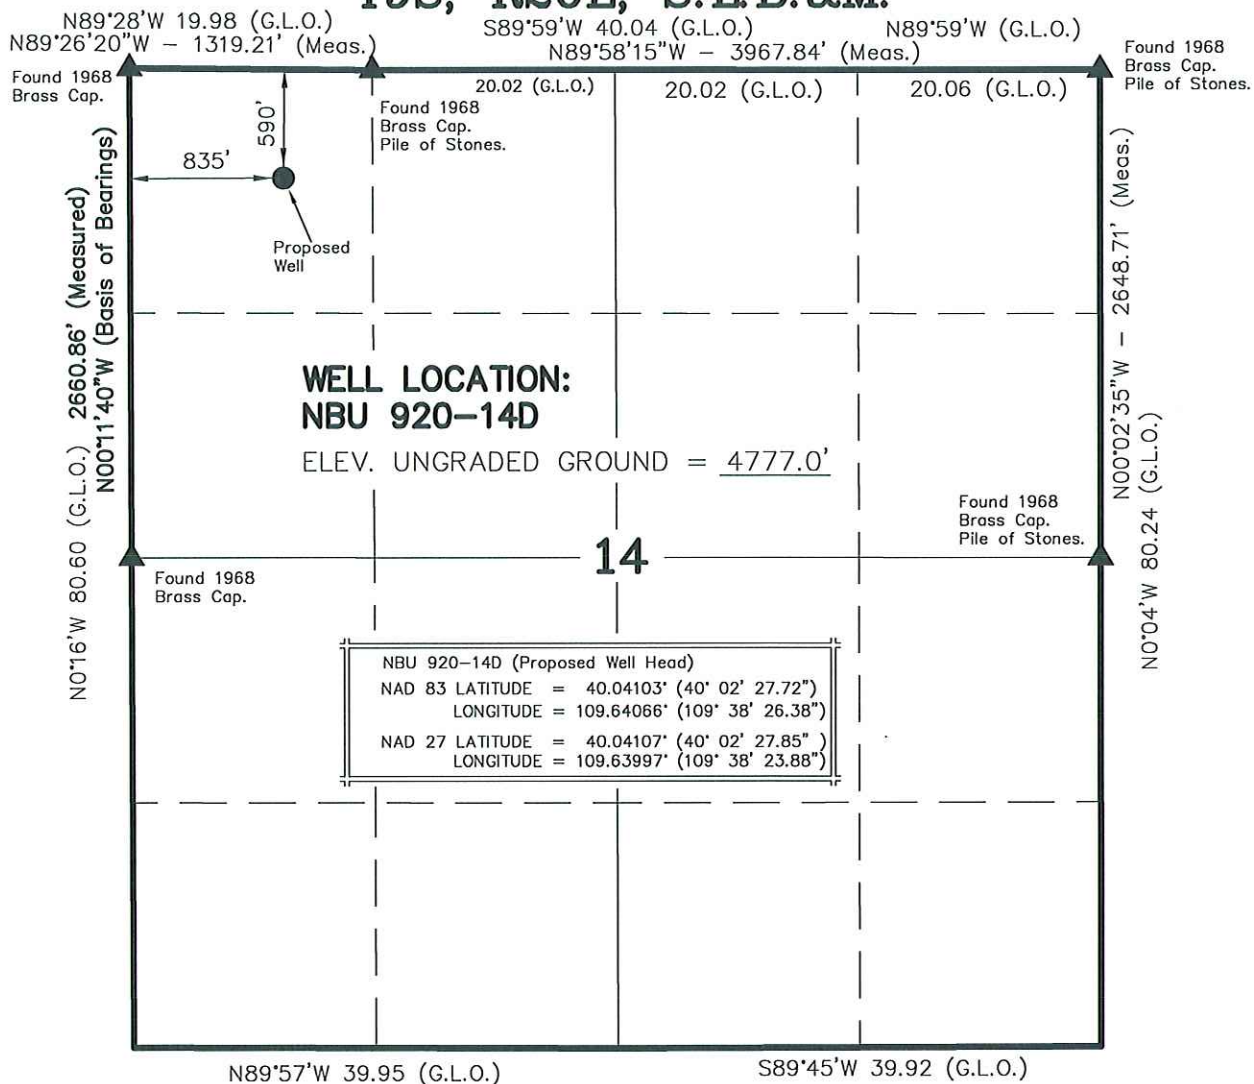 T9S, R20E, S.L.B.&M.
N89°28'W 19.98 (G.L.O.)
S89°59'W 40.04 (G.L.O.)
N89°59'W (G.L.O.)
N89°26'20"W - 1319.21' (Meas.)
N89°58'15"W - 3967.84' (Meas.)
Found 1968
Brass Cap.
Pile of Stones.
Found 1968
Brass Cap.
20.02 (G.L.O.)
20.02 (G.L.O.)
20.06 (G.L.O.)
Found 1968
Brass Cap.
Pile of Stones.
590'
835'
Proposed
Well
N0°16'W 80.60 (G.L.O.) 2660.86' (Measured)
N00°11'40"W (Basis of Bearings)
N00°02'35"W - 2648.71' (Meas.)
N0°04'W 80.24 (G.L.O.)
WELL LOCATION:
NBU 920-14D
ELEV. UNGRADED GROUND = 4777.0'
Found 1968
Brass Cap.
Pile of Stones.
14
Found 1968
Brass Cap.
NBU 920-14D (Proposed Well Head)
NAD 83 LATITUDE = 40.04103° (40° 02' 27.72")
LONGITUDE = 109.64066° (109° 38' 26.38")
NAD 27 LATITUDE = 40.04107° (40° 02' 27.85" )
LONGITUDE = 109.63997° (109° 38' 23.88")
N89°57'W 39.95 (G.L.O.)
S89°45'W 39.92 (G.L.O.)